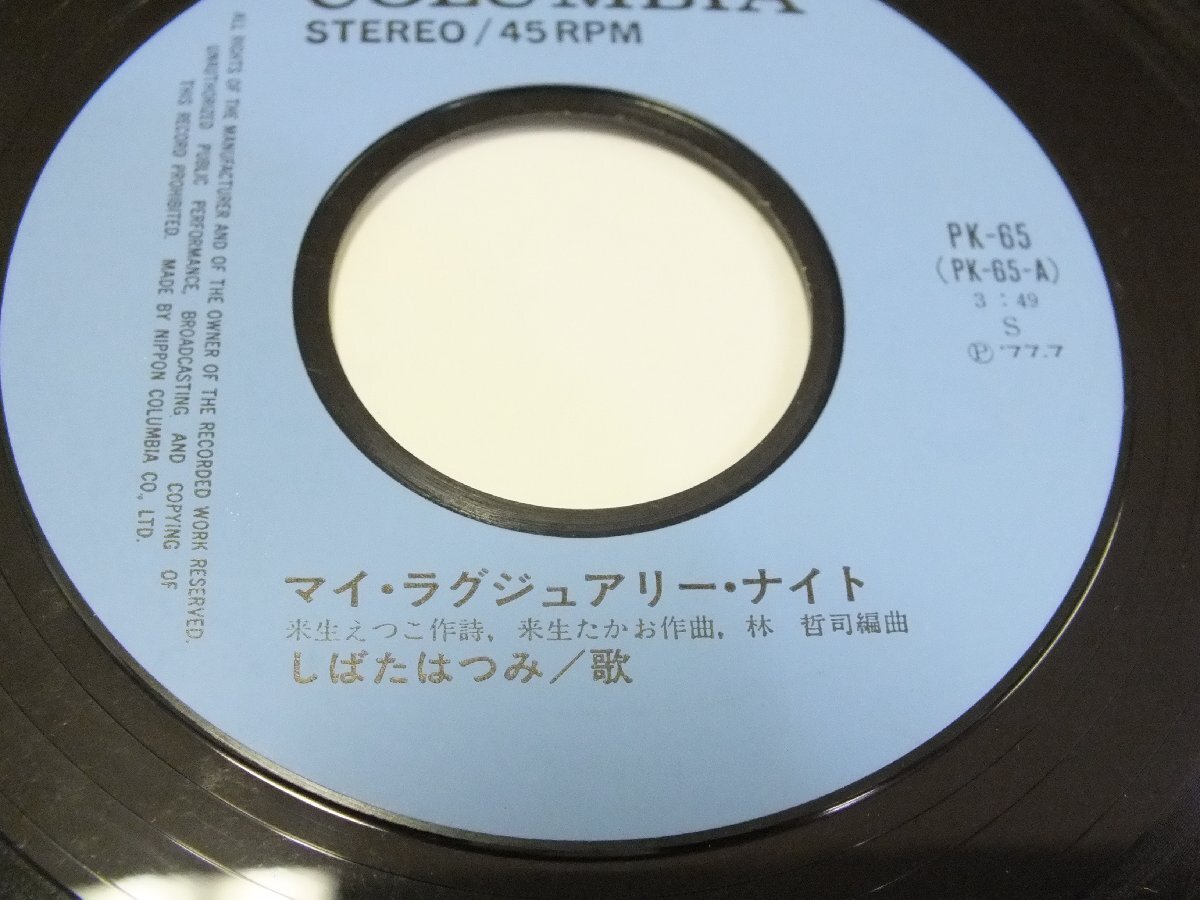 COLUMBIA
STEREO/45RPM
PK-65
(PK-65-A)
3:49
S
Ⓟ'77.7
マイ・ラグジュアリー・ナイト
来生えつこ作詩, 来生たかお作曲, 林 哲司編曲
しばたはつみ/歌
ALL RIGHTS OF THE MANUFACTURER AND OF THE OWNER OF THE RECORDED WORK RESERVED.
UNAUTHORIZED PUBLIC PERFORMANCE, BROADCASTING AND COPYING OF
THIS RECORD PROHIBITED. MADE BY NIPPON COLUMBIA CO., LTD.